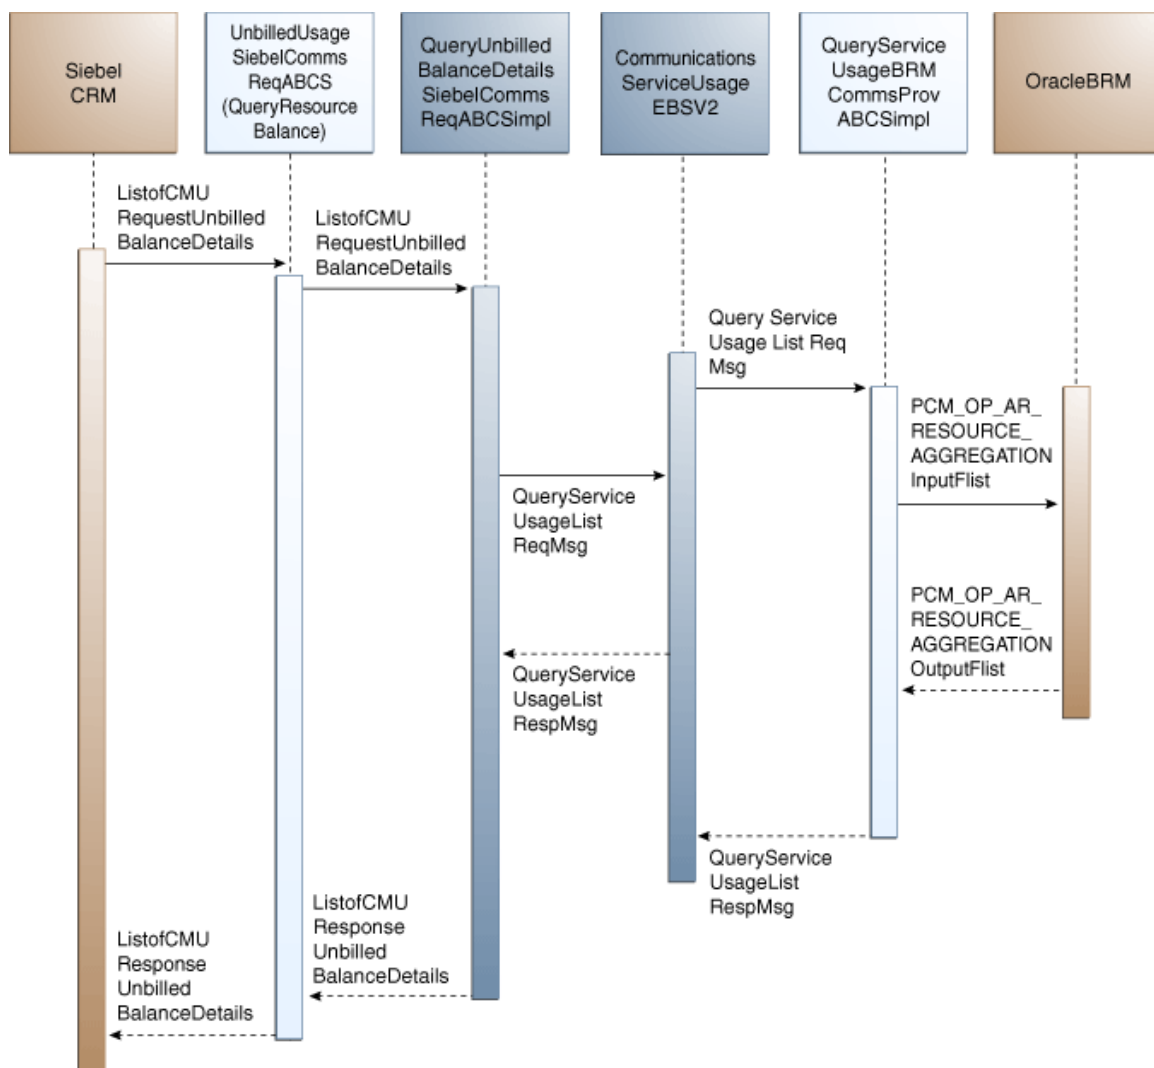 Siebel
CRM
UnbilledUsage
SiebelComms
ReqABCS
(QueryResource
Balance)
QueryUnbilled
BalanceDetails
SiebelComms
ReqABCSimpl
Communications
ServiceUsage
EBSV2
QueryService
UsageBRM
CommsProv
ABCSimpl
OracleBRM
ListofCMU
RequestUnbilled
BalanceDetails
ListofCMU
RequestUnbilled
BalanceDetails
Query Service
Usage List Req
Msg
PCM_OP_AR_
RESOURCE_
AGGREGATION
InputFlist
QueryService
UsageList
ReqMsg
PCM_OP_AR_
RESOURCE_
AGGREGATION
OutputFlist
QueryService
UsageList
RespMsg
QueryService
UsageList
RespMsg
ListofCMU
Response
Unbilled
BalanceDetails
ListofCMU
Response
Unbilled
BalanceDetails